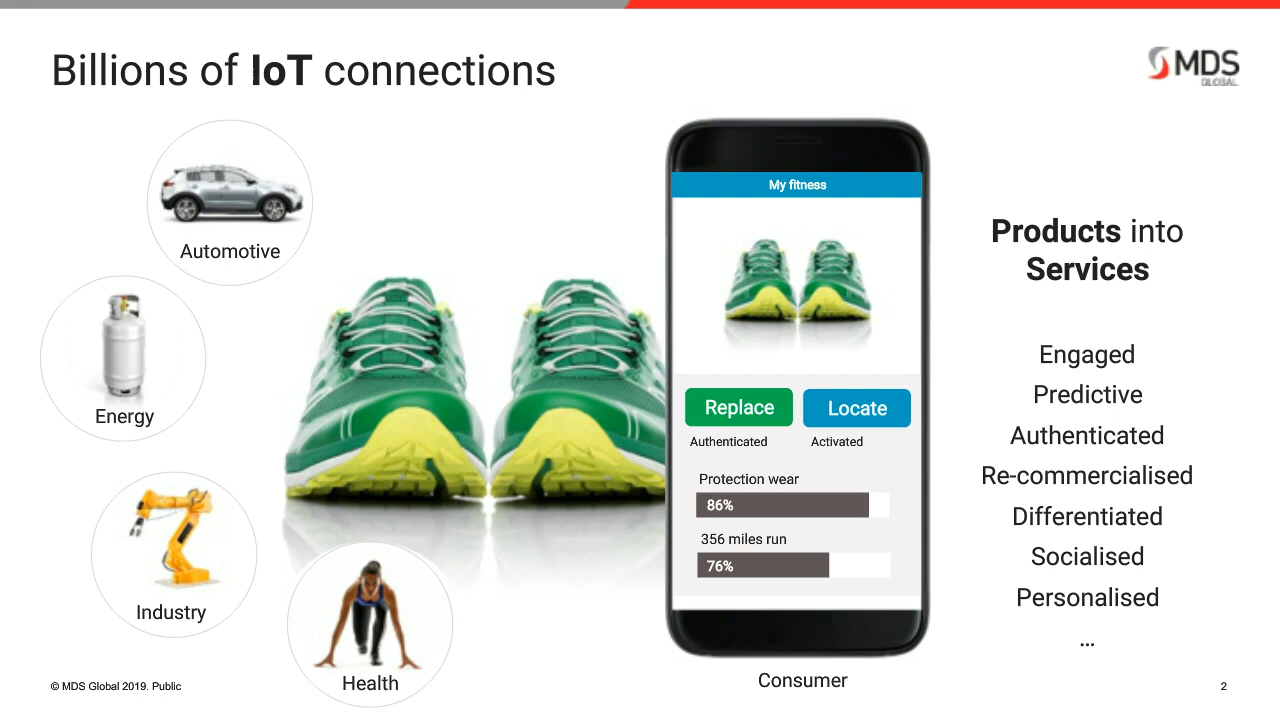 Billions of IoT connections
MDS
GLOBAL
Automotive
Energy
Industry
Health
My fitness
Replace
Locate
Authenticated
Activated
Protection wear
86%
356 miles run
76%
Consumer
Products into
Services
Engaged
Predictive
Authenticated
Re-commercialised
Differentiated
Socialised
Personalised
...
© MDS Global 2019. Public
2